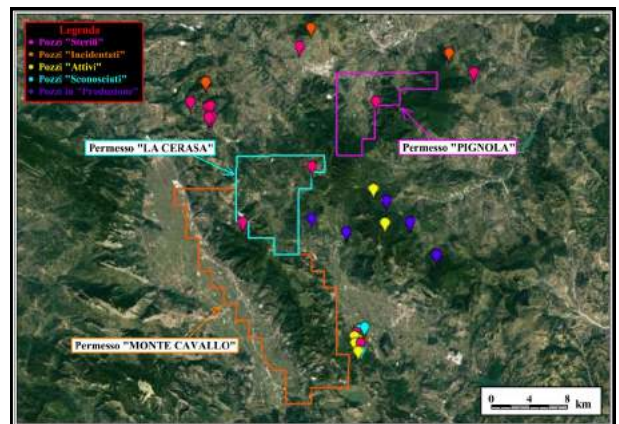 Legenda
Pozzi "Sterili"
Pozzi "Incidentati"
Pozzi "Attivi"
Pozzi "Sconosciuti"
Pozzi in "Produzione"
Permesso "LA CERASA"
Permesso "PIGNOLA"
Permesso "MONTE CAVALLO"
0 4 8 km